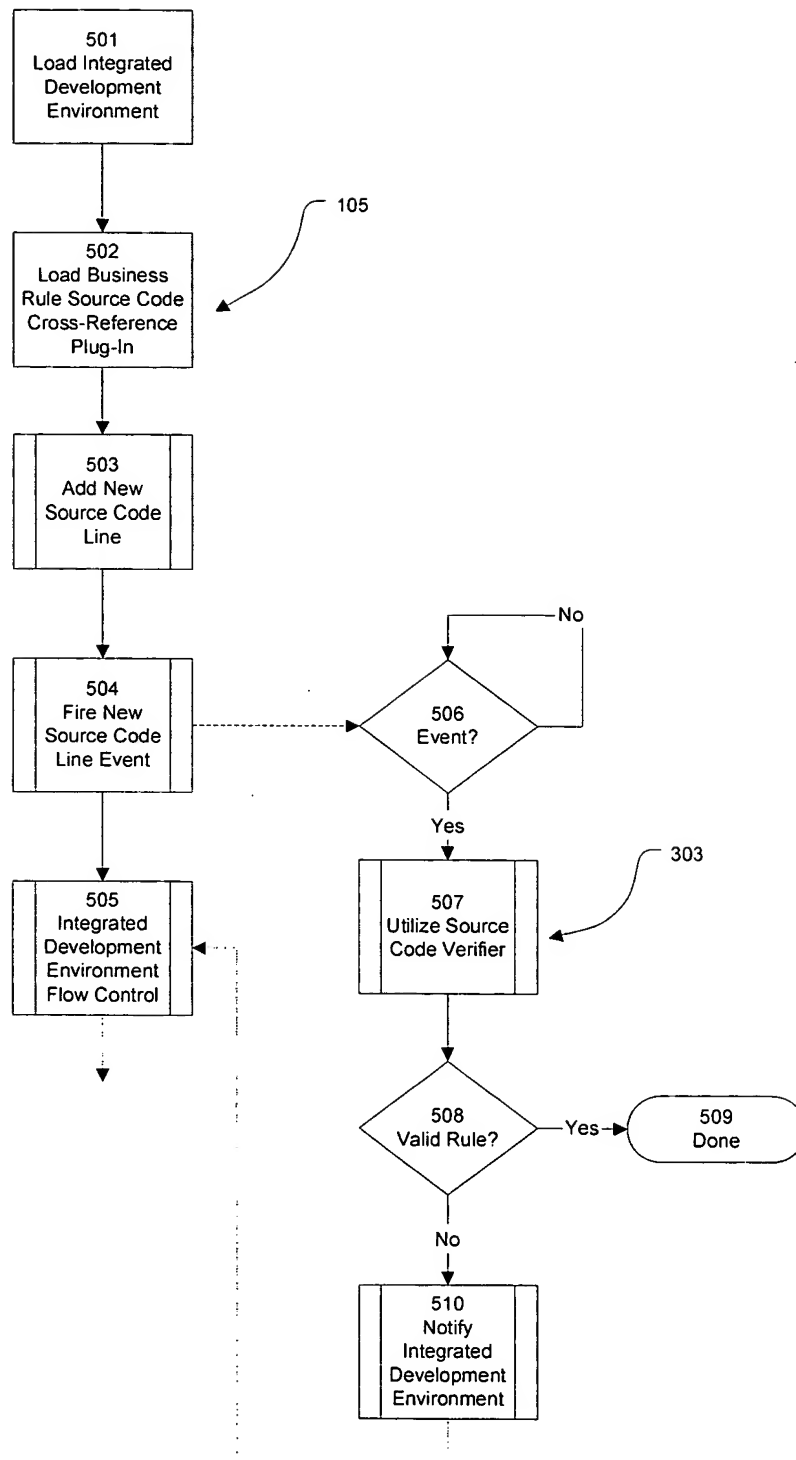 501
Load Integrated
Development
Environment
105
502
Load Business
Rule Source Code
Cross-Reference
Plug-In
503
Add New
Source Code
Line
No
504
Fire New
Source Code
Line Event
506
Event?
Yes
303
505
Integrated
Development
Environment
Flow Control
507
Utilize Source
Code Verifier
508
Valid Rule?
Yes
509
Done
No
510
Notify
Integrated
Development
Environment